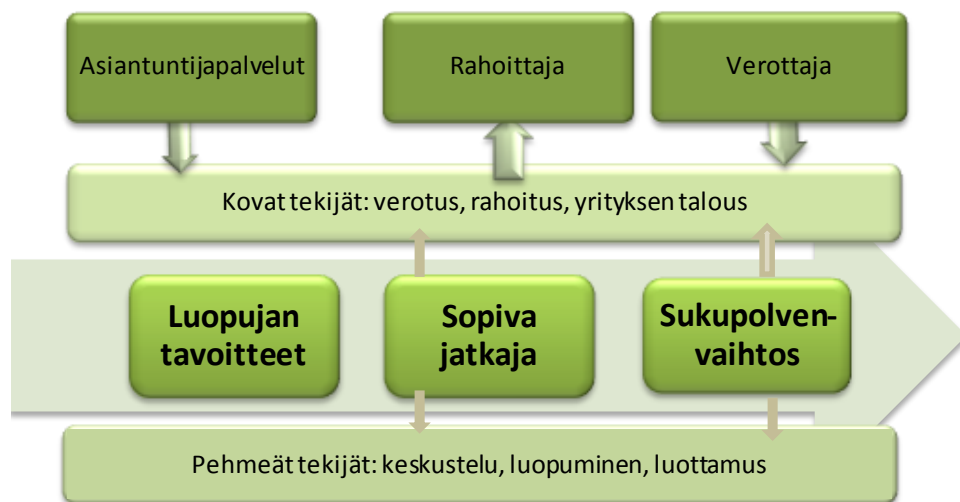 Asiantuntijapalvelut
Rahoittaja
Verottaja
Kovat tekijät: verotus, rahoitus, yrityksen talous
Luopujan
tavoitteet
Sopiva
jatkaja
Sukupolven-
vaihtos
Pehmeät tekijät: keskustelu, luopuminen, luottamus